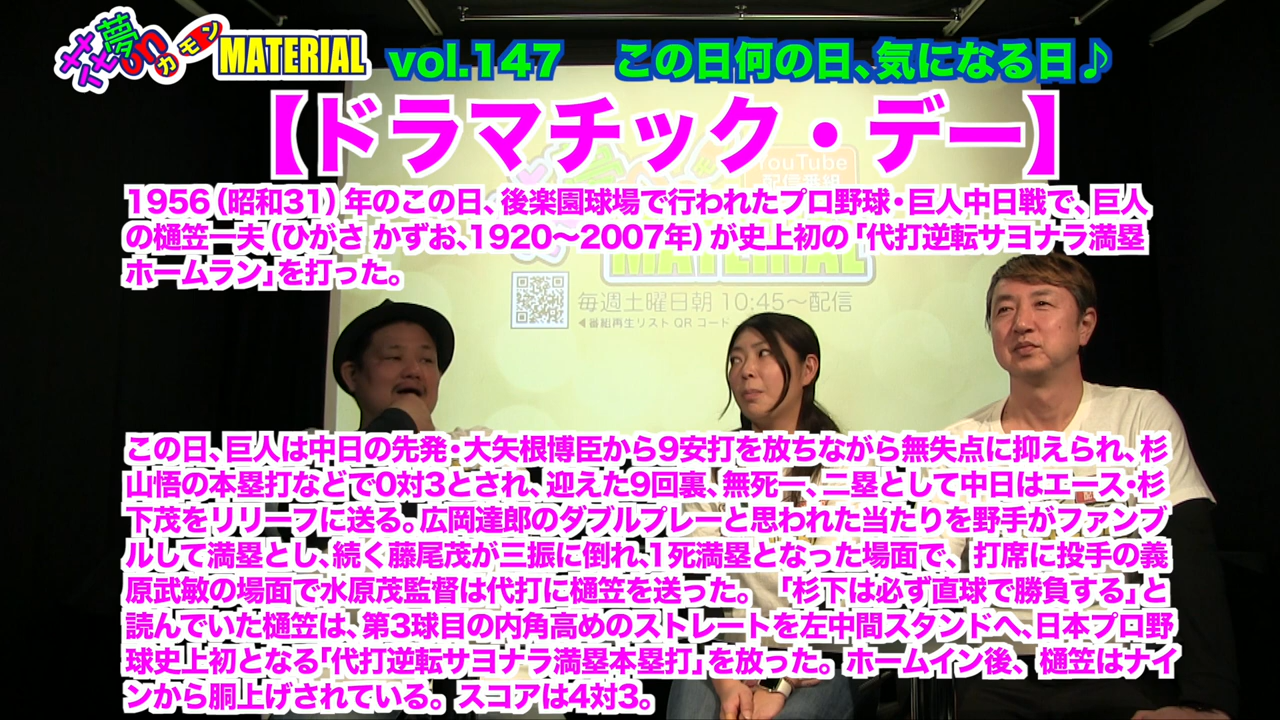 花夢onカモン MATERIAL vol.147 この日何の日、気になる日♪
【ドラマチック・デー】
1956（昭和31）年のこの日、後楽園球場で行われたプロ野球・巨人中日戦で、巨人
の樋笠一夫（ひがさ かずお、1920～2007年）が史上初の「代打逆転サヨナラ満塁
ホームラン」を打った。
YouTube
配信番組
MATERIAL
毎週土曜日朝 10:45～配信
◀番組再生リスト QR コード
この日、巨人は中日の先発・大矢根博臣から9安打を放ちながら無失点に抑えられ、杉
山悟の本塁打などで0対3とされ、迎えた9回裏、無死一、二塁として中日はエース・杉
下茂をリリーフに送る。広岡達郎のダブルプレーと思われた当たりを野手がファンブ
ルして満塁とし、続く藤尾茂が三振に倒れ、1死満塁となった場面で、打席に投手の義
原武敏の場面で水原茂監督は代打に樋笠を送った。「杉下は必ず直球で勝負する」と
読んでいた樋笠は、第3球目の内角高めのストレートを左中間スタンドへ、日本プロ野
球史上初となる「代打逆転サヨナラ満塁本塁打」を放った。ホームイン後、樋笠はナイ
ンから胴上げされている。スコアは4対3。